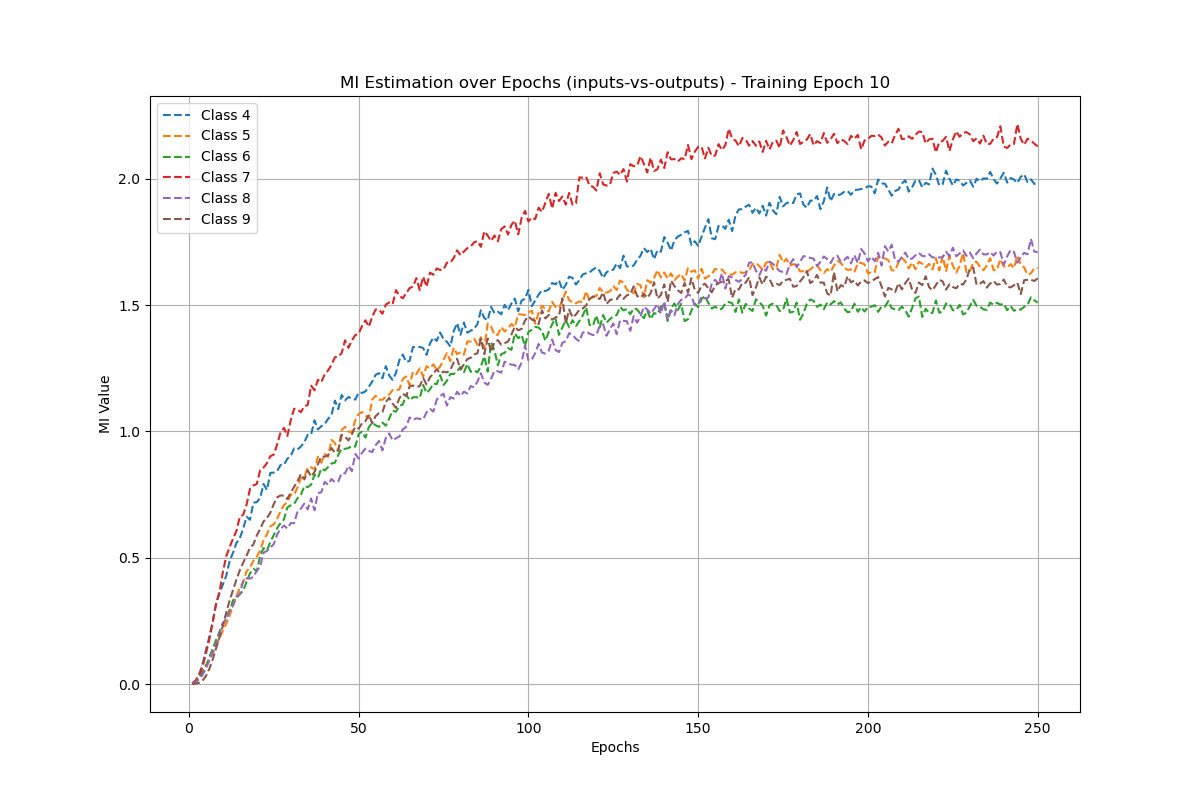 MI Estimation over Epochs (inputs-vs-outputs) - Training Epoch 10
Class 4
Class 5
Class 6
Class 7
Class 8
Class 9
MI Value
2.0
1.5
1.0
0.5
0.0
0 50 100 150 200 250
Epochs